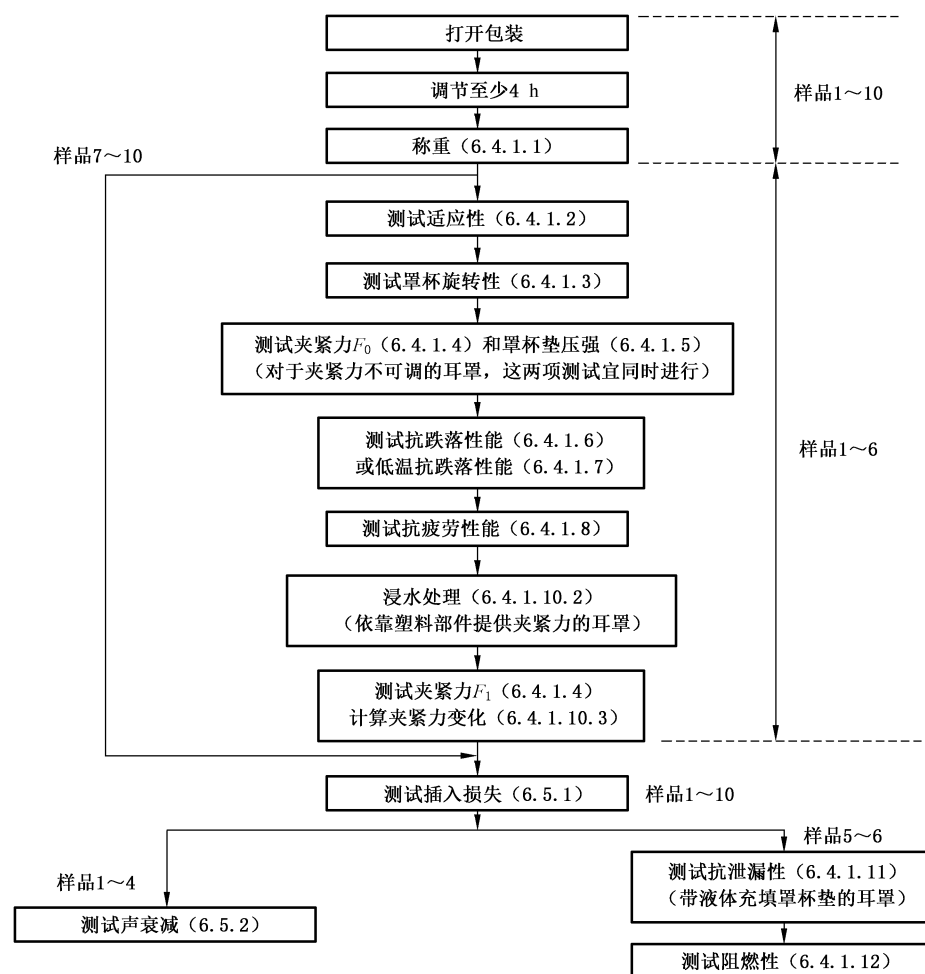 打开包装
调节至少4 h
样品1～10
称重（6.4.1.1）
样品7～10
测试适应性（6.4.1.2）
测试罩杯旋转性（6.4.1.3）
测试夹紧力F₀（6.4.1.4）和罩杯垫压强（6.4.1.5）
（对于夹紧力不可调的耳罩，这两项测试宜同时进行）
测试抗跌落性能（6.4.1.6）
或低温抗跌落性能（6.4.1.7）
样品1～6
测试抗疲劳性能（6.4.1.8）
浸水处理（6.4.1.10.2）
（依靠塑料部件提供夹紧力的耳罩）
测试夹紧力F₁（6.4.1.4）
计算夹紧力变化（6.4.1.10.3）
测试插入损失（6.5.1）
样品1～10
样品5～6
测试抗泄漏性（6.4.1.11）
（带液体充填罩杯垫的耳罩）
样品1～4
测试声衰减（6.5.2）
测试阻燃性（6.4.1.12）